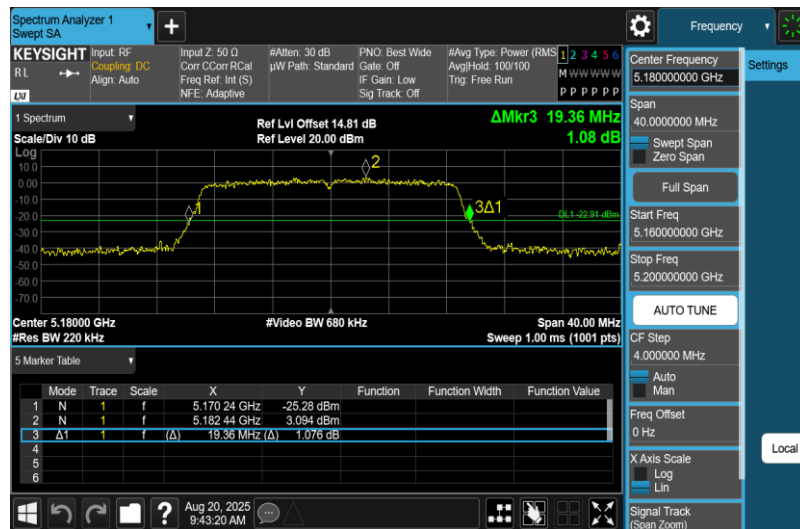 Spectrum Analyzer 1
Swept SA
+
Frequency
KEYSIGHT
RL
LXI
Input: RF
Coupling: DC
Align: Auto
Input Z: 50 Ω
Corr CCorr RCal
Freq Ref: Int (S)
NFE: Adaptive
#Atten: 30 dB
µW Path: Standard
PNO: Best Wide
Gate: Off
IF Gain: Low
Sig Track: Off
#Avg Type: Power (RMS
Avg|Hold: 100/100
Trig: Free Run
1 2 3 4 5 6
M W W W W W
P P P P P P
1 Spectrum
Scale/Div 10 dB
Log
Ref Lvl Offset 14.81 dB
Ref Level 20.00 dBm
ΔMkr3 19.36 MHz
1.08 dB
10.0
0.00
-10.0
-20.0
-30.0
-40.0
-50.0
-60.0
-70.0
1
2
3Δ1
DL1 -22.91 dBm
Center 5.18000 GHz
#Video BW 680 kHz
Span 40.00 MHz
#Res BW 220 kHz
Sweep 1.00 ms (1001 pts)
5 Marker Table
Mode Trace Scale X Y Function Function Width Function Value
1 N 1 f 5.170 24 GHz -25.28 dBm
2 N 1 f 5.182 44 GHz 3.094 dBm
3 Δ1 1 f (Δ) 19.36 MHz (Δ) 1.076 dB
4
5
6
Aug 20, 2025
9:43:20 AM
?
Center Frequency
5.180000000 GHz
Span
40.0000000 MHz
Swept Span
Zero Span
Full Span
Start Freq
5.160000000 GHz
Stop Freq
5.200000000 GHz
AUTO TUNE
CF Step
4.000000 MHz
Auto
Man
Freq Offset
0 Hz
X Axis Scale
Log
Lin
Signal Track
(Span Zoom)
Settings
Local